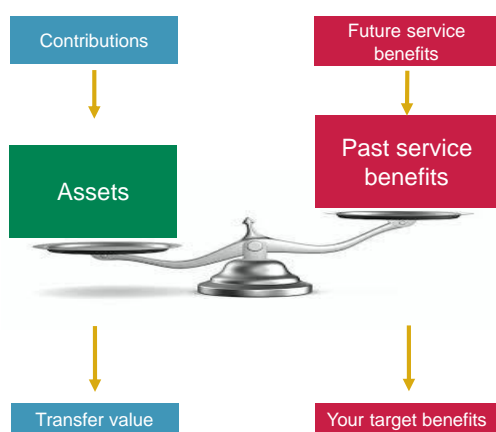 Contributions
Future service
benefits
Assets
Past service
benefits
Transfer value
Your target benefits